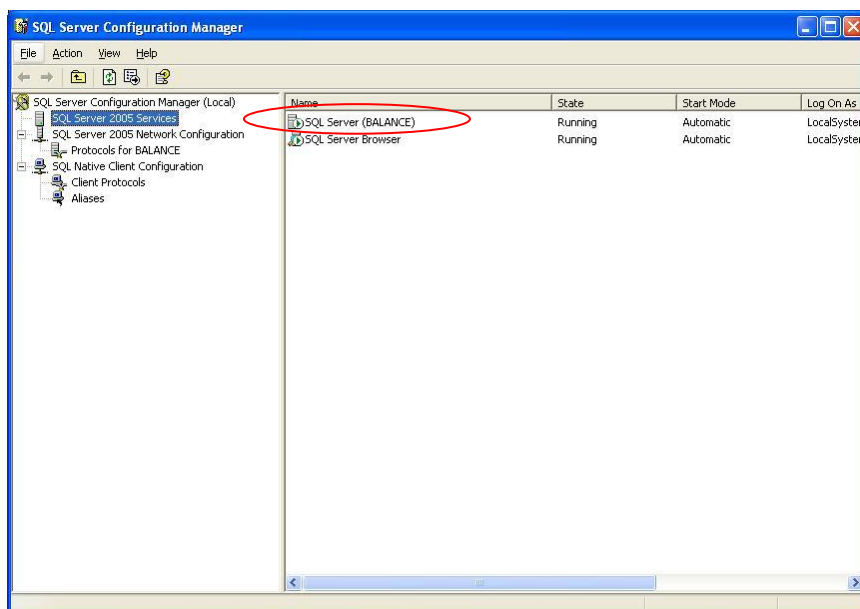 SQL Server Configuration Manager
File Action View Help
SQL Server Configuration Manager (Local)
SQL Server 2005 Services
SQL Server 2005 Network Configuration
Protocols for BALANCE
SQL Native Client Configuration
Client Protocols
Aliases
Name State Start Mode Log On As
SQL Server (BALANCE) Running Automatic LocalSyster
SQL Server Browser Running Automatic LocalSyster